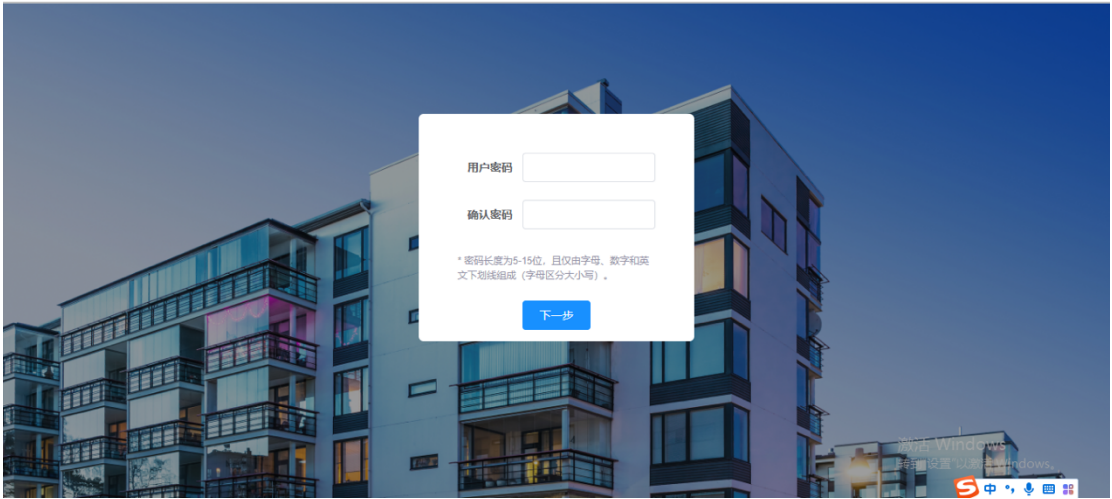 用户密码
确认密码
* 密码长度为5-15位，且仅由字母、数字和英
文下划线组成（字母区分大小写）。
下一步
激活 Windows
转到"设置"以激活 Windows。
中